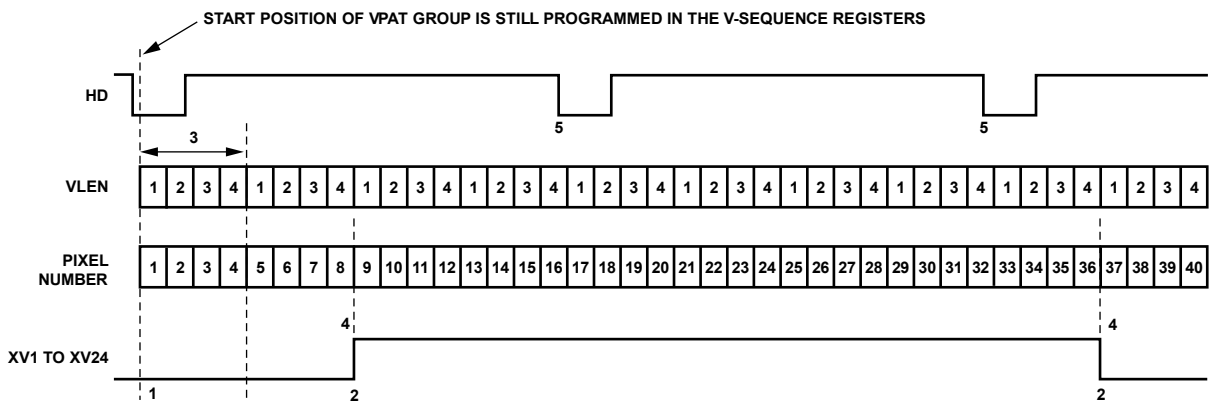 START POSITION OF VPAT GROUP IS STILL PROGRAMMED IN THE V-SEQUENCE REGISTERS
HD
5 5
3
VLEN 1 2 3 4 1 2 3 4 1 2 3 4 1 2 3 4 1 2 3 4 1 2 3 4 1 2 3 4 1 2 3 4 1 2 3 4 1 2 3 4
PIXEL
NUMBER
1 2 3 4 5 6 7 8 9 10 11 12 13 14 15 16 17 18 19 20 21 22 23 24 25 26 27 28 29 30 31 32 33 34 35 36 37 38 39 40
4 4
XV1 TO XV24
1 2 2